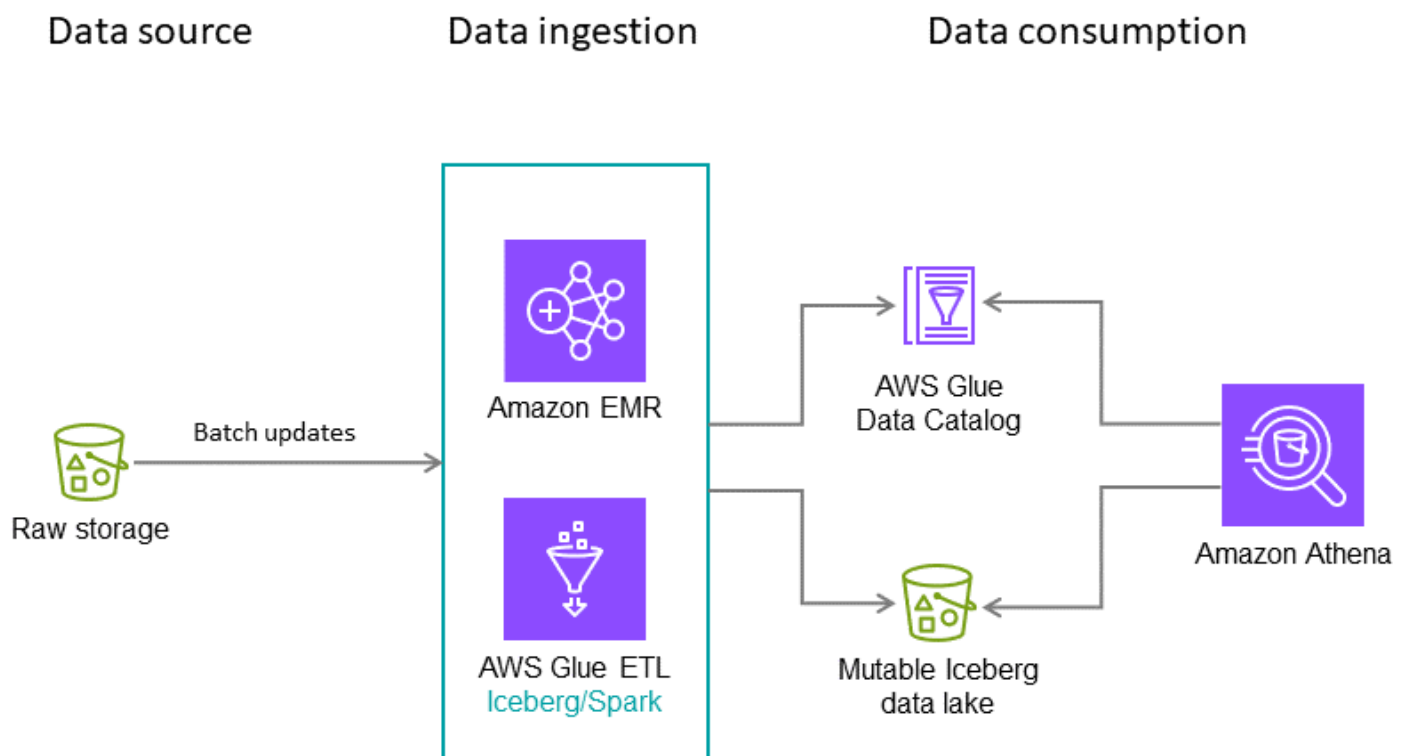 Data source
Data ingestion
Data consumption
Batch updates
Raw storage
Amazon EMR
AWS Glue ETL
Iceberg/Spark
AWS Glue
Data Catalog
Mutable Iceberg
data lake
Amazon Athena